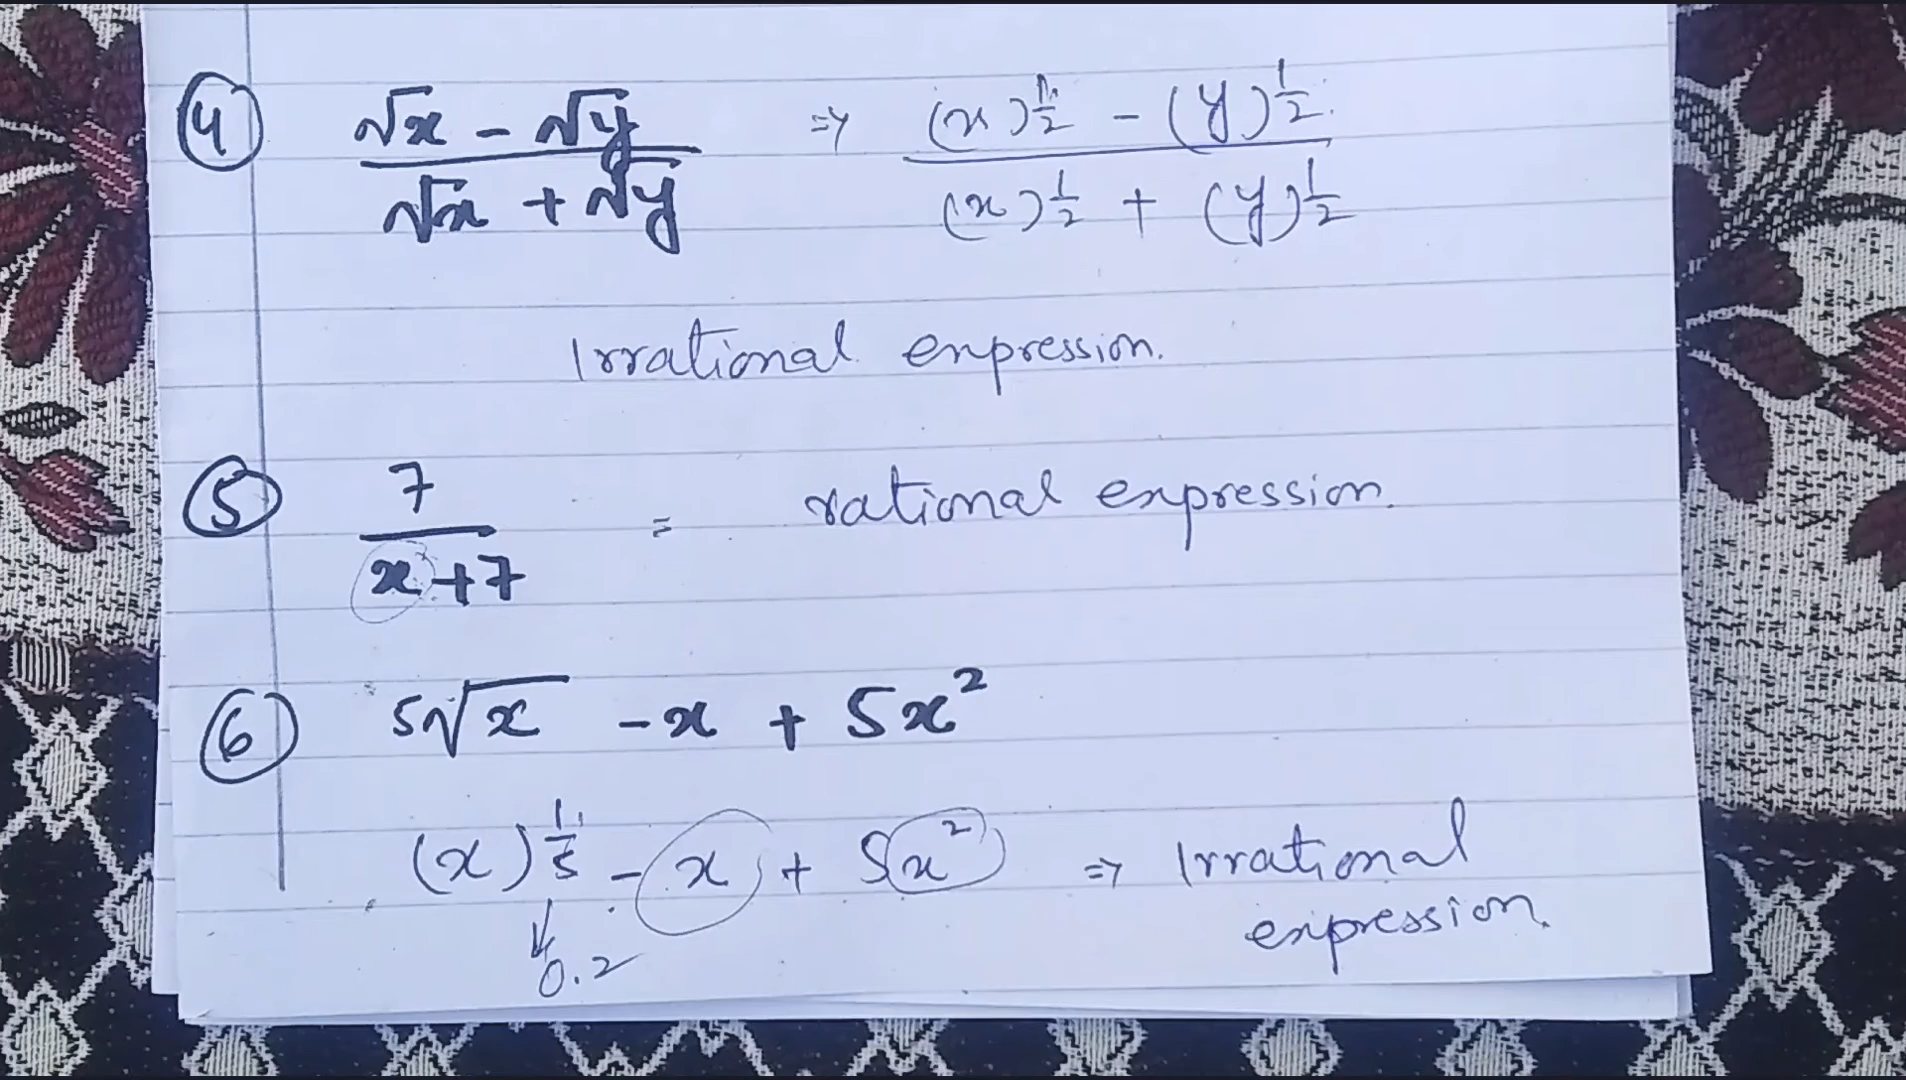 ④ √x - √y / √x + √y => (x)^1/2 - (y)^1/2 / (x)^1/2 + (y)^1/2
Irrational expression.
⑤ 7 / x+7 = rational expression.
⑥ 5√x - x + 5x²
(x)^1/5 - x + 5x² => Irrational
expression.
0.2